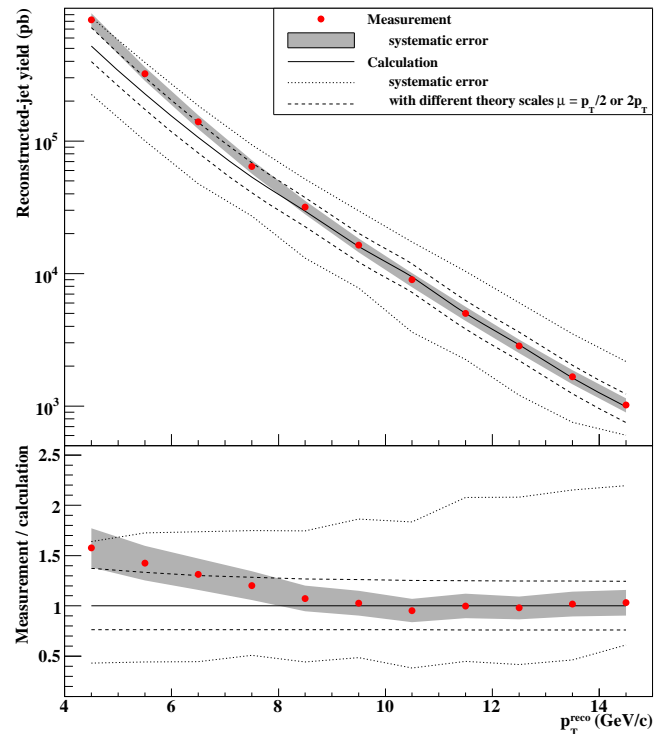 Measurement
systematic error
Calculation
systematic error
with different theory scales μ = p_T/2 or 2p_T
Reconstructed-jet yield (pb)
10^5
10^4
10^3
Measurement / calculation
2.5
2
1.5
1
0.5
4 6 8 10 12 14
p_T^reco (GeV/c)